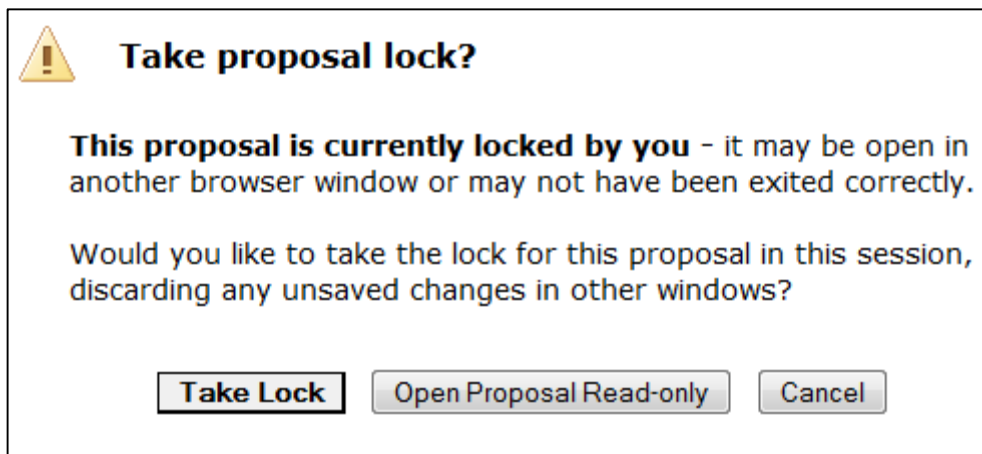 Take proposal lock?
This proposal is currently locked by you - it may be open in
another browser window or may not have been exited correctly.
Would you like to take the lock for this proposal in this session,
discarding any unsaved changes in other windows?
Take Lock
Open Proposal Read-only
Cancel